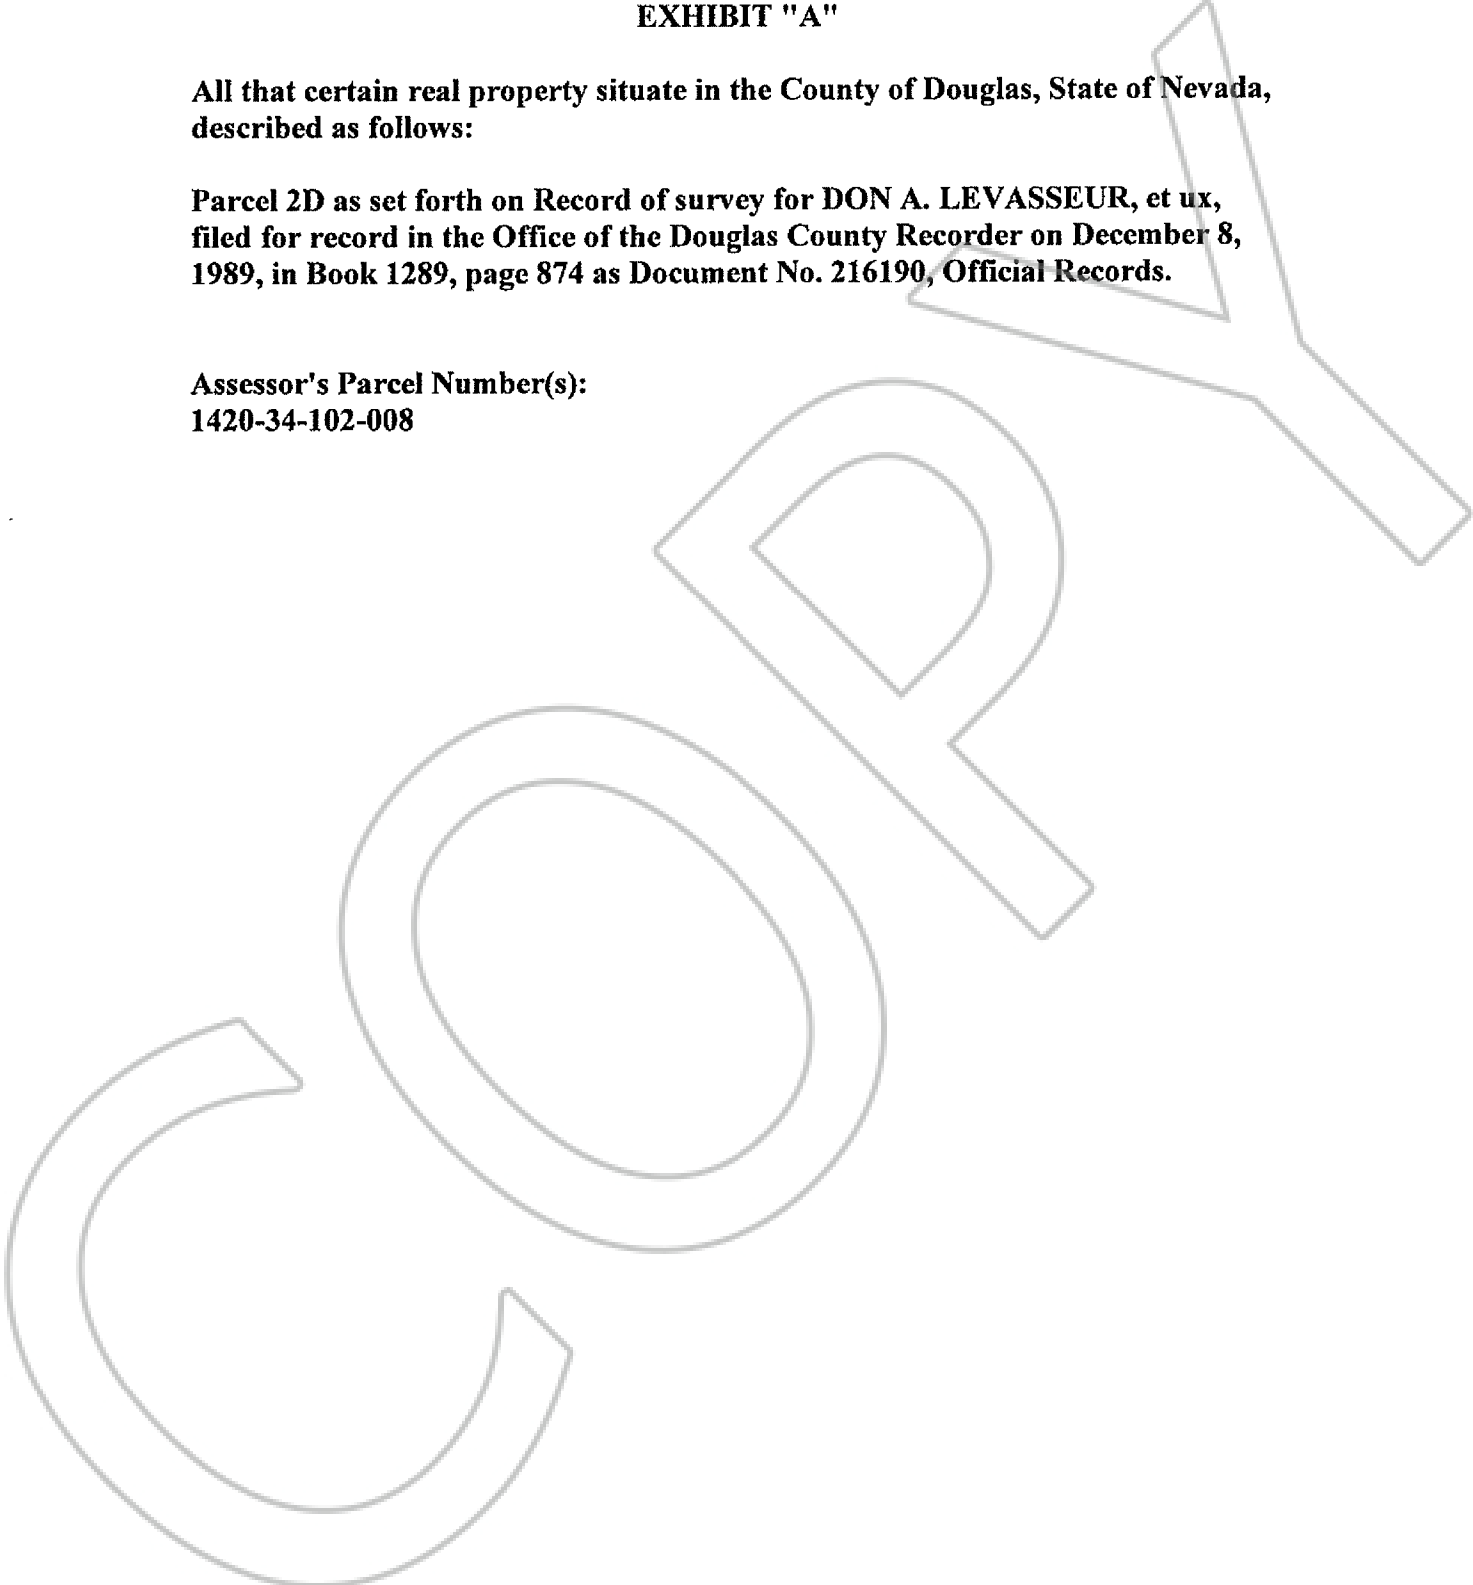 EXHIBIT "A"
All that certain real property situate in the County of Douglas, State of Nevada,
described as follows:
Parcel 2D as set forth on Record of survey for DON A. LEVASSEUR, et ux,
filed for record in the Office of the Douglas County Recorder on December 8,
1989, in Book 1289, page 874 as Document No. 216190, Official Records.
Assessor's Parcel Number(s):
1420-34-102-008
COPY